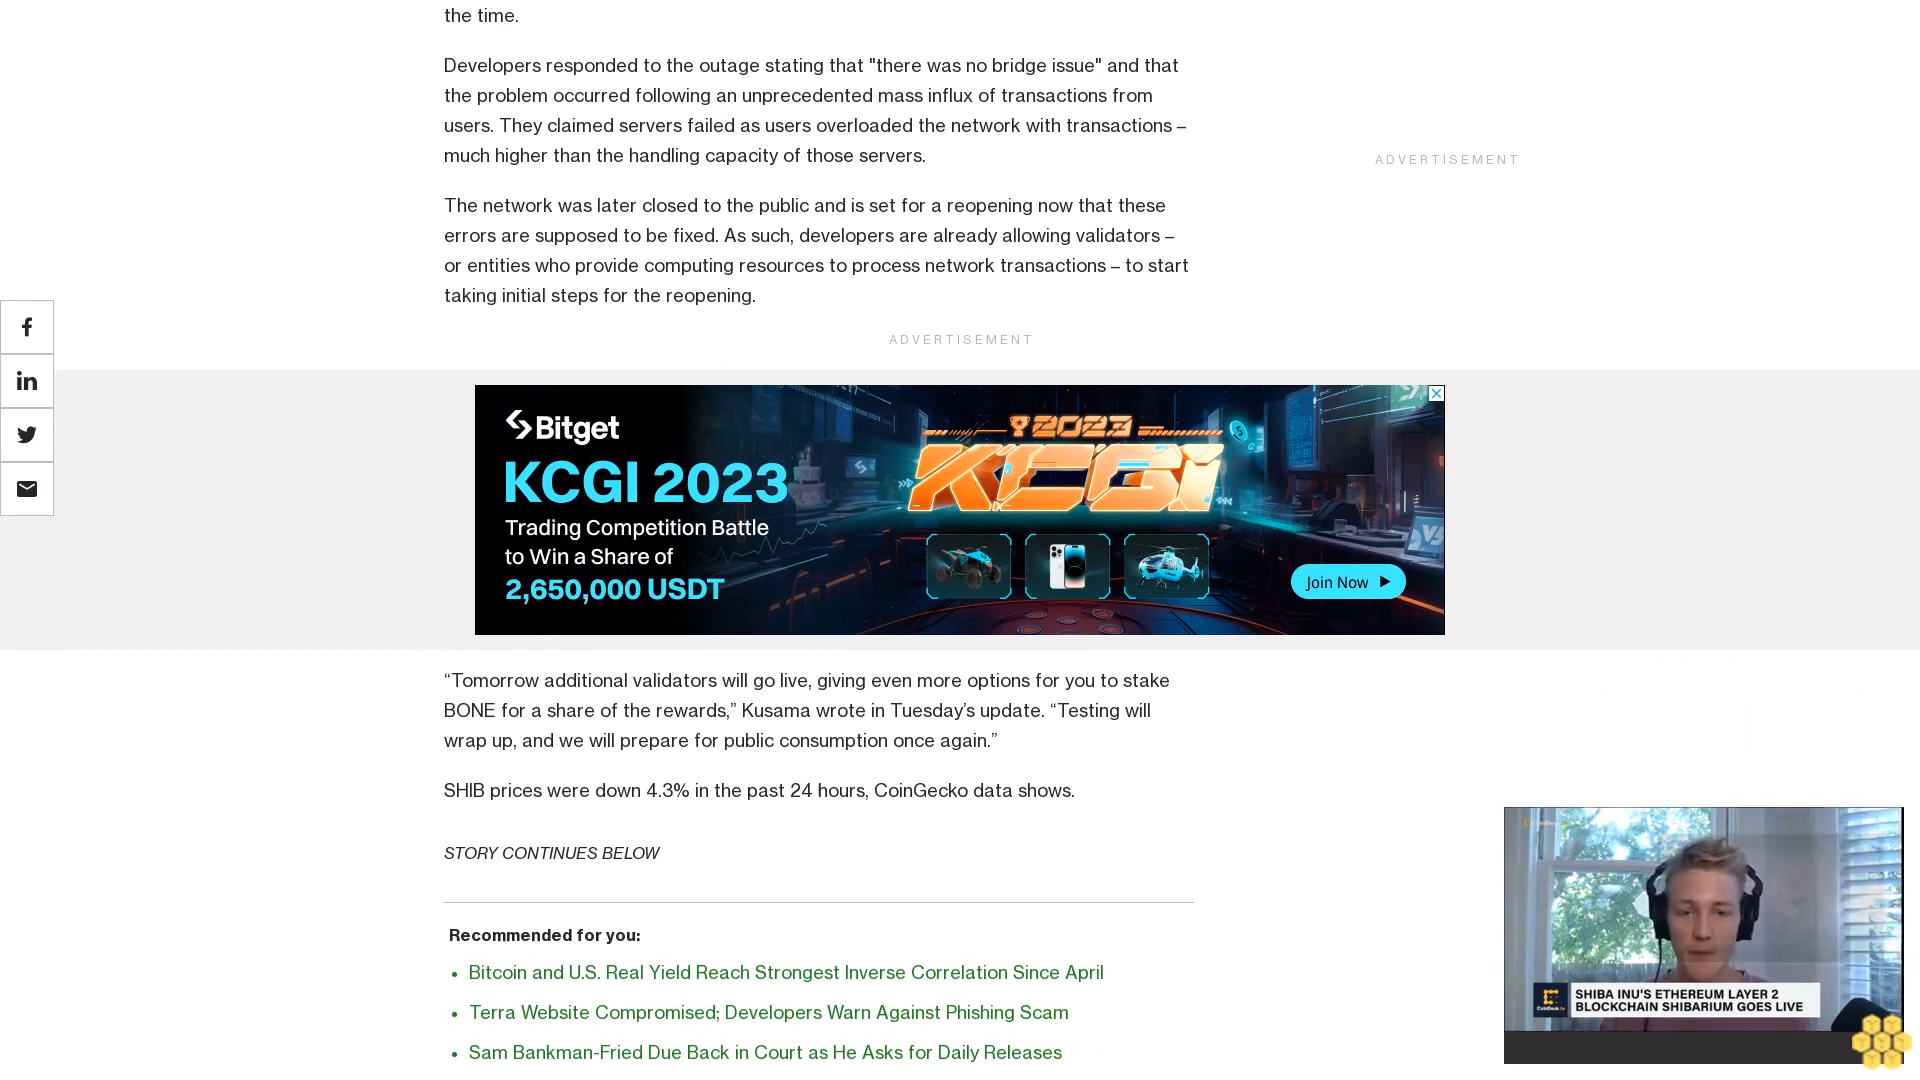 the time.
Developers responded to the outage stating that "there was no bridge issue" and that
the problem occurred following an unprecedented mass influx of transactions from
users. They claimed servers failed as users overloaded the network with transactions –
much higher than the handling capacity of those servers.
ADVERTISEMENT
The network was later closed to the public and is set for a reopening now that these
errors are supposed to be fixed. As such, developers are already allowing validators –
or entities who provide computing resources to process network transactions – to start
taking initial steps for the reopening.
ADVERTISEMENT
Bitget
KCGI 2023
Trading Competition Battle
to Win a Share of
2,650,000 USDT
2023
KCGI
Join Now
“Tomorrow additional validators will go live, giving even more options for you to stake
BONE for a share of the rewards,” Kusama wrote in Tuesday’s update. “Testing will
wrap up, and we will prepare for public consumption once again.”
SHIB prices were down 4.3% in the past 24 hours, CoinGecko data shows.
STORY CONTINUES BELOW
Recommended for you:
• Bitcoin and U.S. Real Yield Reach Strongest Inverse Correlation Since April
• Terra Website Compromised; Developers Warn Against Phishing Scam
• Sam Bankman-Fried Due Back in Court as He Asks for Daily Releases
SHIBA INU'S ETHEREUM LAYER 2
BLOCKCHAIN SHIBARIUM GOES LIVE